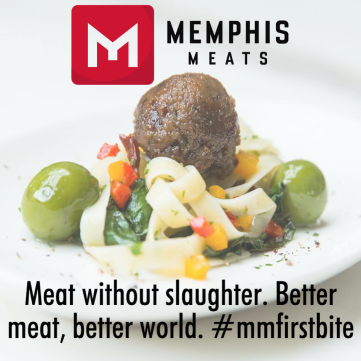 M
MEMPHIS
MEATS
Meat without slaughter. Better
meat, better world. #mmfirstbite